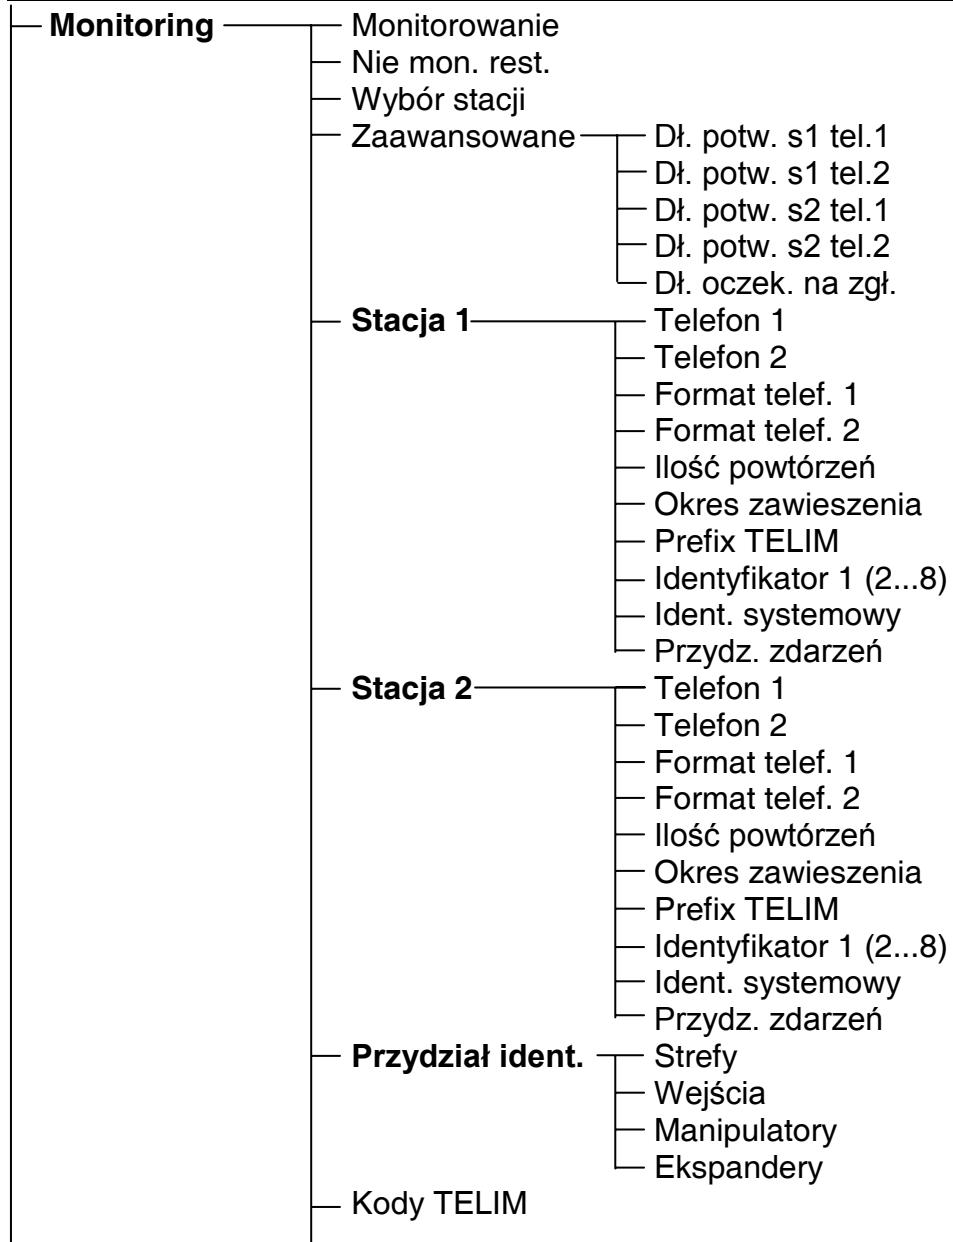 Monitoring Monitorowanie
Nie mon. rest.
Wybór stacji
Zaawansowane Dł. potw. s1 tel.1
Dł. potw. s1 tel.2
Dł. potw. s2 tel.1
Dł. potw. s2 tel.2
Dł. oczek. na zgł.
Stacja 1 Telefon 1
Telefon 2
Format telef. 1
Format telef. 2
Ilość powtórzeń
Okres zawieszenia
Prefix TELIM
Identyfikator 1 (2...8)
Ident. systemowy
Przydz. zdarzeń
Stacja 2 Telefon 1
Telefon 2
Format telef. 1
Format telef. 2
Ilość powtórzeń
Okres zawieszenia
Prefix TELIM
Identyfikator 1 (2...8)
Ident. systemowy
Przydz. zdarzeń
Przydział ident. Strefy
Wejścia
Manipulatory
Ekspandery
Kody TELIM